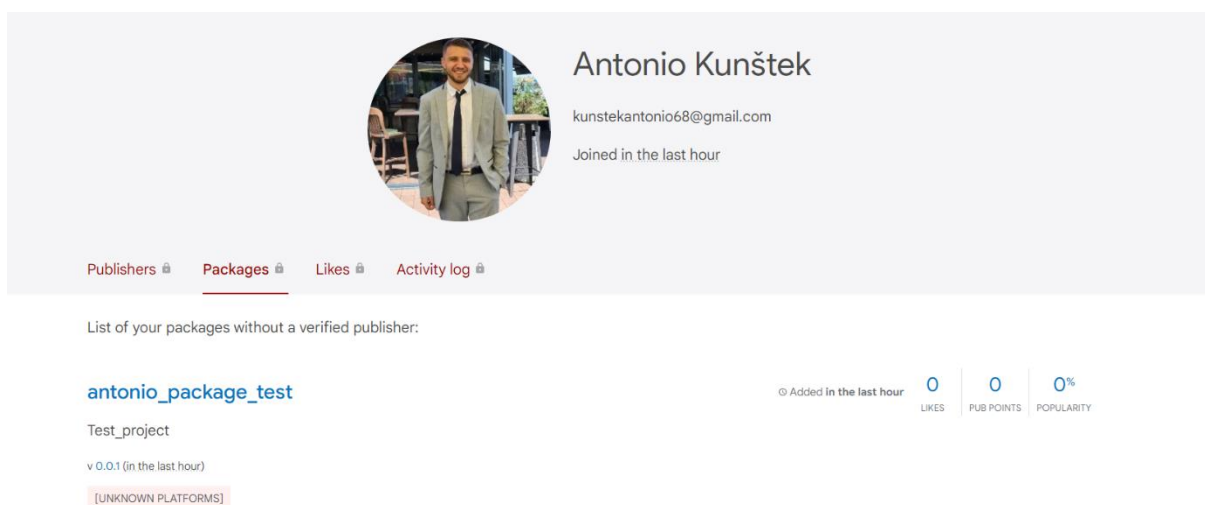 Antonio Kunštek
kunstekantonio68@gmail.com
Joined in the last hour
Publishers Packages Likes Activity log
List of your packages without a verified publisher:
antonio_package_test
Added in the last hour
0 LIKES
0 PUB POINTS
0% POPULARITY
Test_project
v 0.0.1 (in the last hour)
[UNKNOWN PLATFORMS]